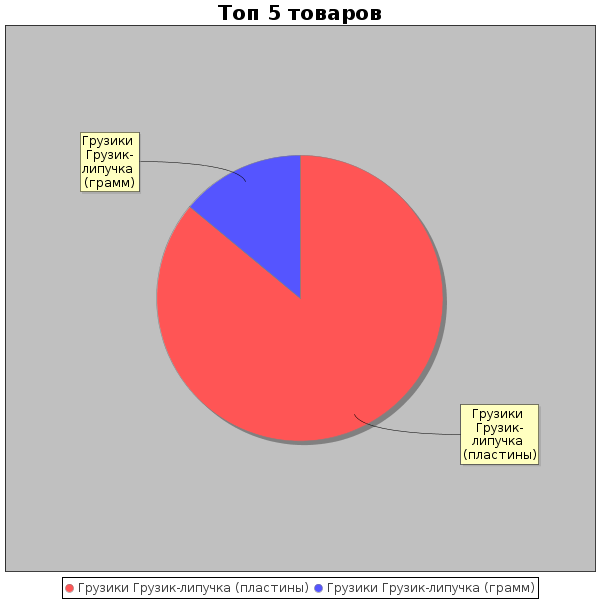 Топ 5 товаров
Грузики
Грузик-
липучка
(грамм)
Грузики
Грузик-
липучка
(пластины)
Грузики Грузик-липучка (пластины) Грузики Грузик-липучка (грамм)